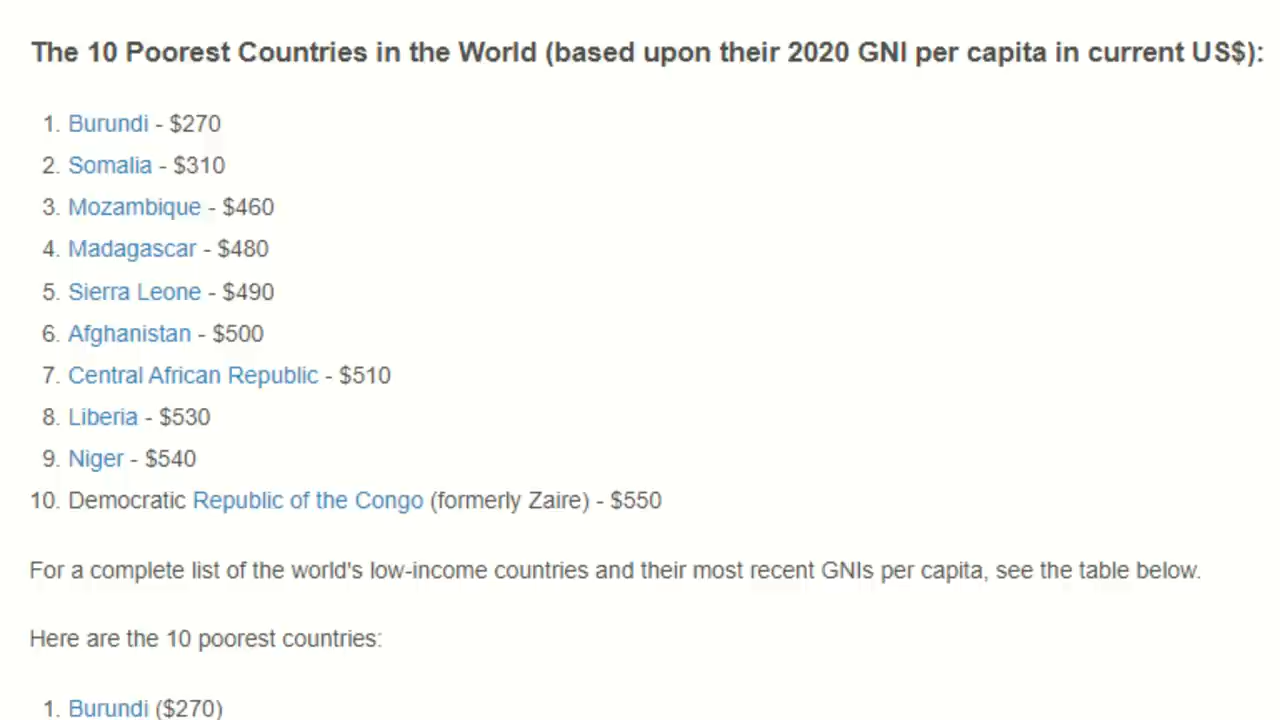 The 10 Poorest Countries in the World (based upon their 2020 GNI per capita in current US$):
1. Burundi - $270
2. Somalia - $310
3. Mozambique - $460
4. Madagascar - $480
5. Sierra Leone - $490
6. Afghanistan - $500
7. Central African Republic - $510
8. Liberia - $530
9. Niger - $540
10. Democratic Republic of the Congo (formerly Zaire) - $550
For a complete list of the world's low-income countries and their most recent GNIs per capita, see the table below.
Here are the 10 poorest countries:
1. Burundi ($270)